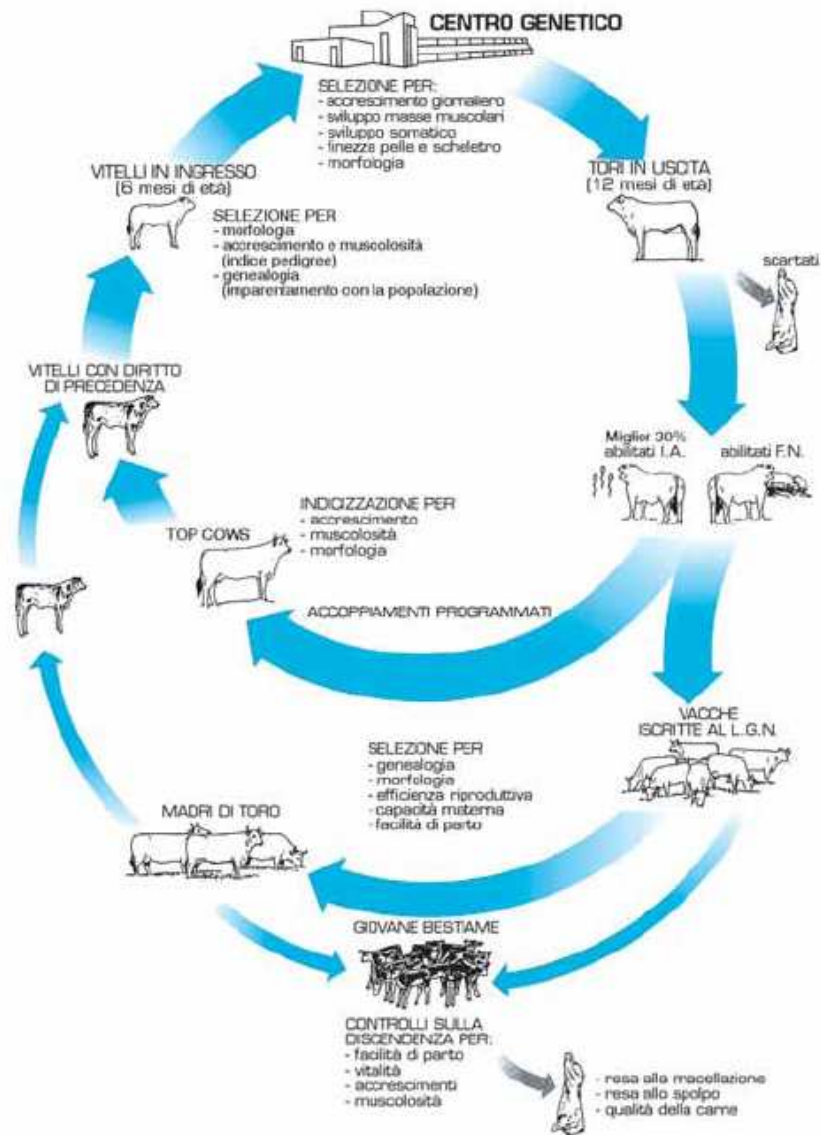 CENTRO GENETICO
SELEZIONE PER:
- accrescimento giornaliero
- sviluppo masse muscolari
- sviluppo somatico
- finezza pelle e scheletro
- morfologia
VITELLI IN INGRESSO
(6 mesi di età)
SELEZIONE PER
- morfologia
- accrescimento e muscolosità
(indice pedigree)
- genealogia
(imparentamento con la popolazione)
TORI IN USCITA
(12 mesi di età)
scartati
VITELLI CON DIRITTO
DI PRECEDENZA
Miglior 30%
abilitati I.A.
abilitati F.N.
INDICIZZAZIONE PER
- accrescimento
- muscolosità
- morfologia
TOP COWS
ACCOPPIAMENTI PROGRAMMATI
VACCHE
ISCRITTE AL L.G.N.
SELEZIONE PER
- genealogia
- morfologia
- efficienza riproduttiva
- capacità materna
- facilità di parto
MADRI DI TORO
GIOVANE BESTIAME
CONTROLLI SULLA
DISCENDENZA PER:
- facilità di parto
- vitalità
- accrescimenti
- muscolosità
- resa alla macellazione
- resa allo spolpo
- qualità della carne